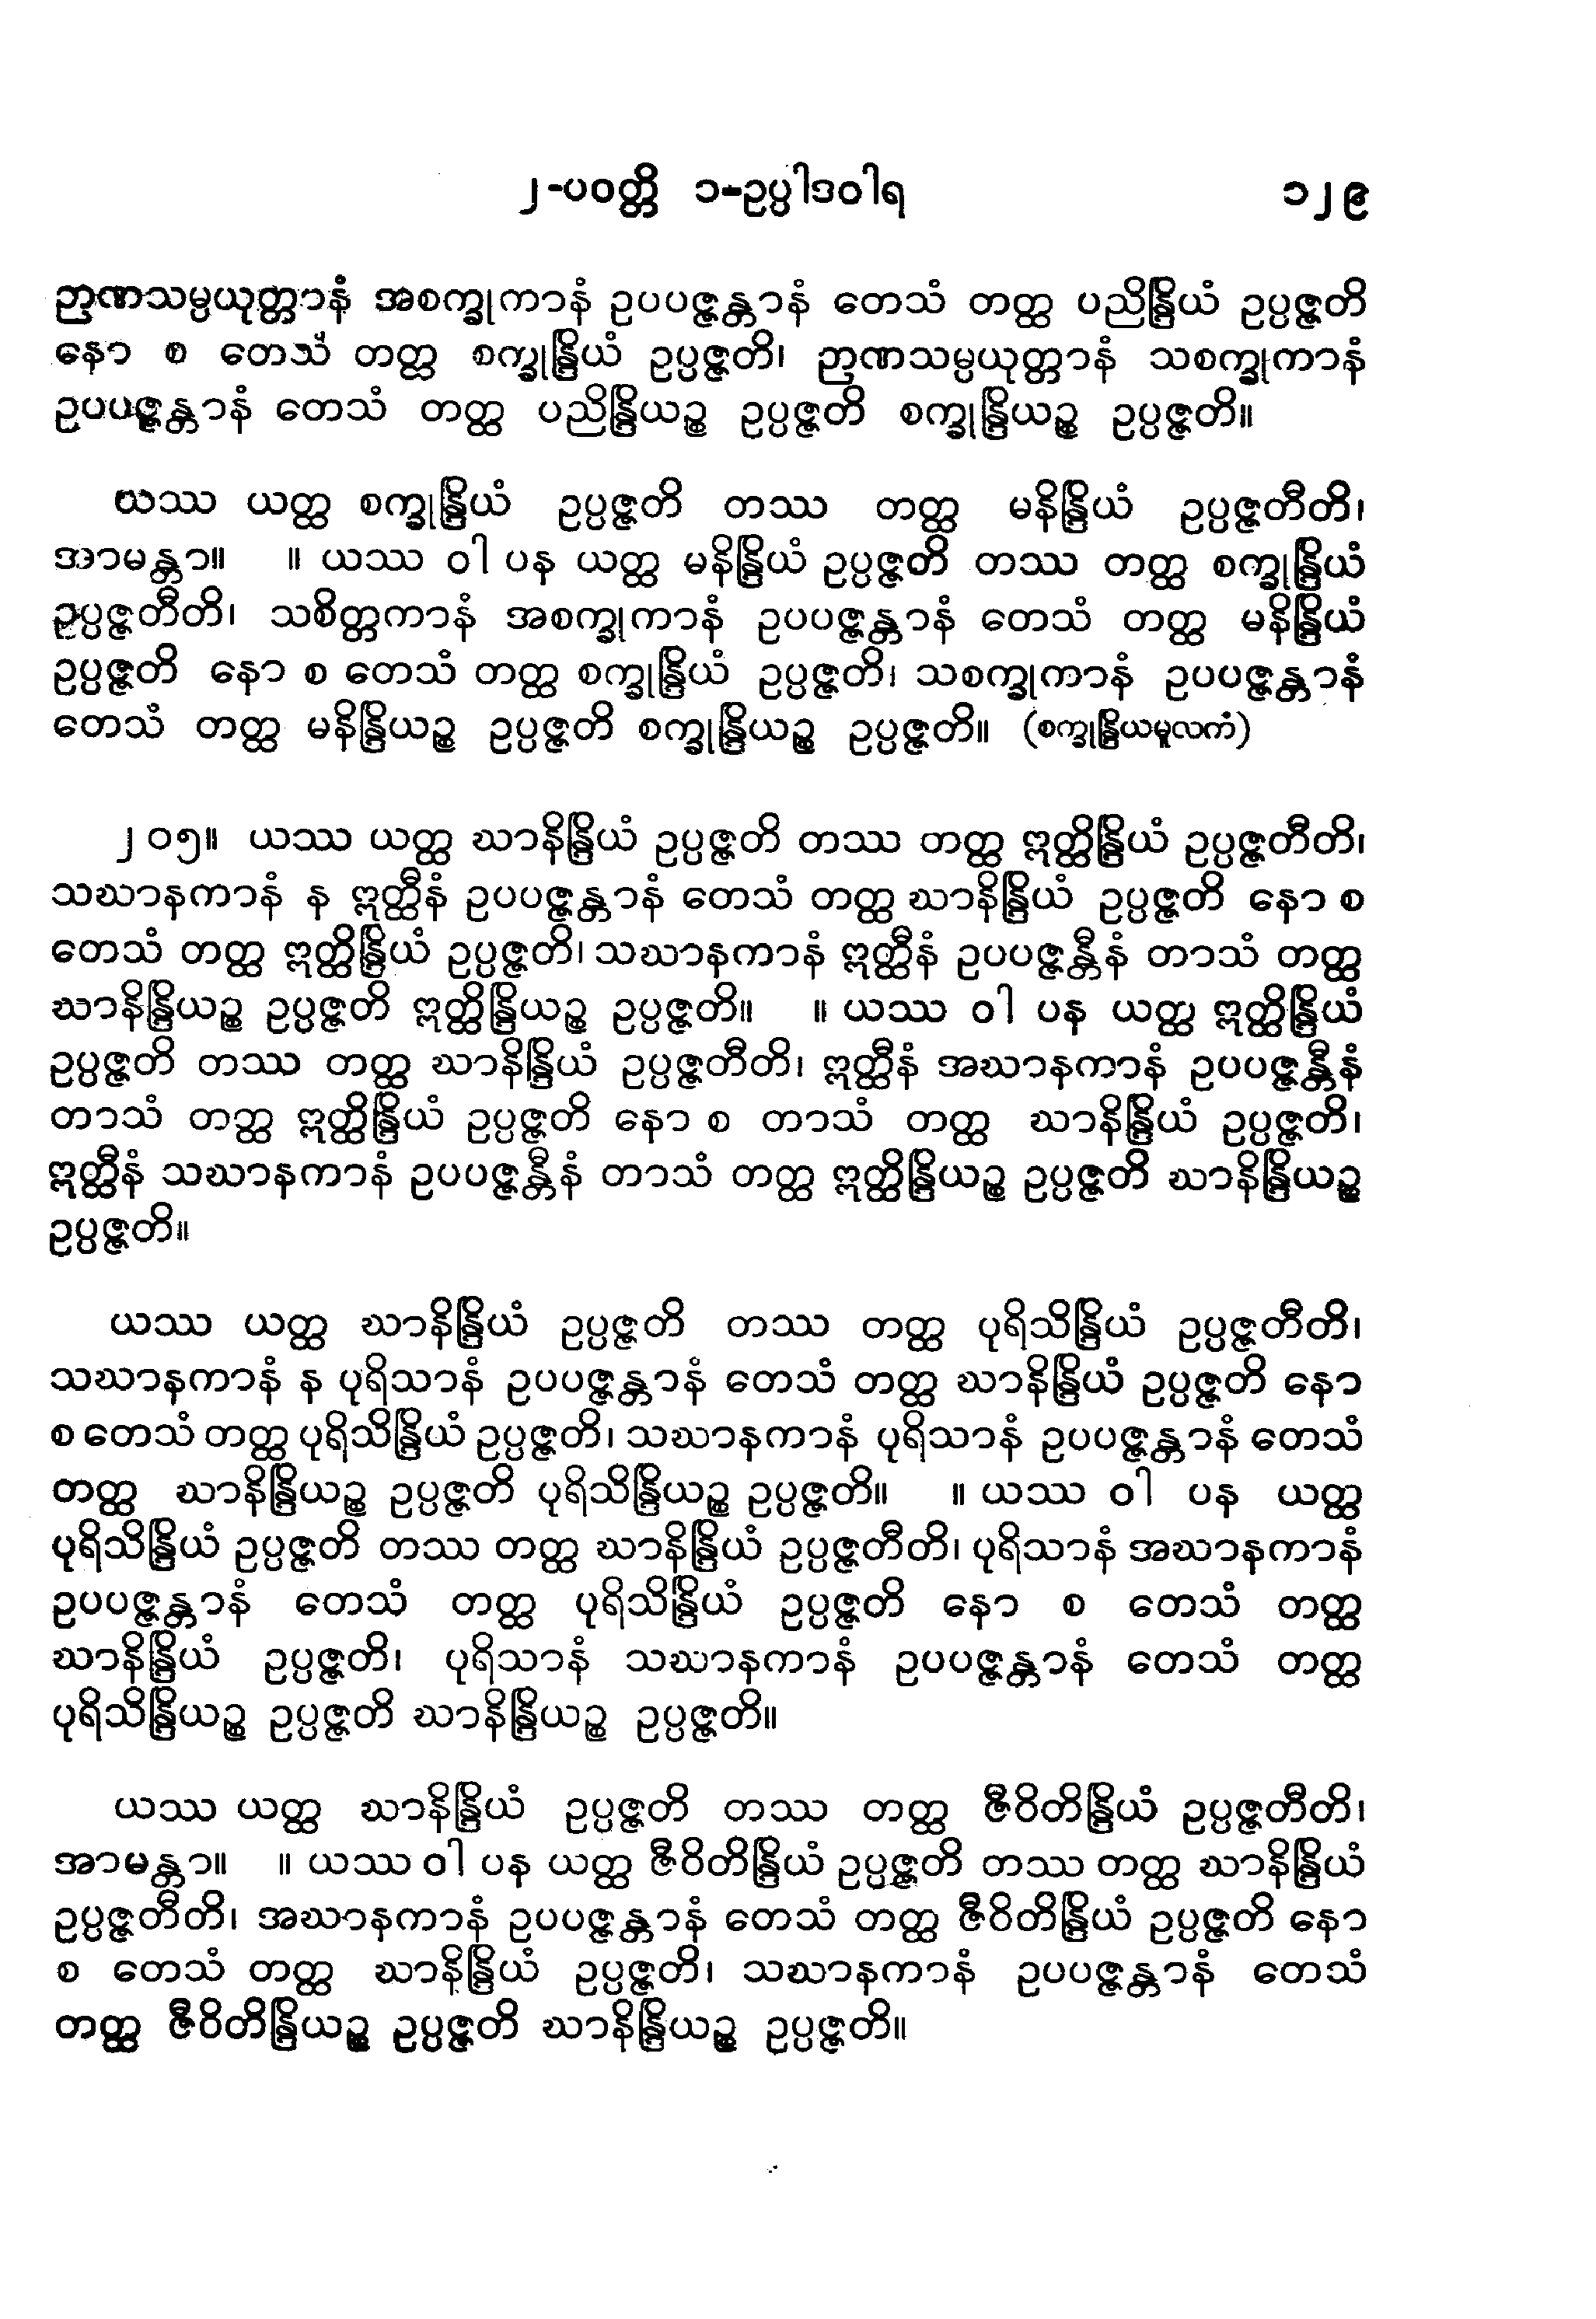 ၂-ပဝတ္တိ ၁-ဥပ္ပါဒဝါရ ၁၂၉
ဉာဏသမ္ပယုတ္တာနံ အစက္ခုကာနံ ဥပပဇ္ဇန္တာနံ တေသံ တတ္ထ ပညိန္ဒြိယံ ဥပ္ပဇ္ဇတိ
နော စ တေသံ တတ္ထ စက္ခုန္ဒြိယံ ဥပ္ပဇ္ဇတိ၊ ဉာဏသမ္ပယုတ္တာနံ သစက္ခုကာနံ
ဥပပဇ္ဇန္တာနံ တေသံ တတ္ထ ပညိန္ဒြိယဉ္စ ဥပ္ပဇ္ဇတိ စက္ခုန္ဒြိယဉ္စ ဥပ္ပဇ္ဇတိ။
ယဿ ယတ္ထ စက္ခုန္ဒြိယံ ဥပ္ပဇ္ဇတိ တဿ တတ္ထ မနိန္ဒြိယံ ဥပ္ပဇ္ဇတီတိ၊
အာမန္တာ။ ။ ယဿ ဝါ ပန ယတ္ထ မနိန္ဒြိယံ ဥပ္ပဇ္ဇတိ တဿ တတ္ထ စက္ခုန္ဒြိယံ
ဥပ္ပဇ္ဇတီတိ၊ သစိတ္တကာနံ အစက္ခုကာနံ ဥပပဇ္ဇန္တာနံ တေသံ တတ္ထ မနိန္ဒြိယံ
ဥပ္ပဇ္ဇတိ နော စ တေသံ တတ္ထ စက္ခုန္ဒြိယံ ဥပ္ပဇ္ဇတိ၊ သစက္ခုကာနံ ဥပပဇ္ဇန္တာနံ
တေသံ တတ္ထ မနိန္ဒြိယဉ္စ ဥပ္ပဇ္ဇတိ စက္ခုန္ဒြိယဉ္စ ဥပ္ပဇ္ဇတိ။ (စက္ခုန္ဒြိယမူလကံ)
၂၀၅။ ယဿ ယတ္ထ ဃာနိန္ဒြိယံ ဥပ္ပဇ္ဇတိ တဿ တတ္ထ ဣတ္ထိန္ဒြိယံ ဥပ္ပဇ္ဇတီတိ၊
သဃာနကာနံ န ဣတ္ထီနံ ဥပပဇ္ဇန္တာနံ တေသံ တတ္ထ ဃာနိန္ဒြိယံ ဥပ္ပဇ္ဇတိ နော စ
တေသံ တတ္ထ ဣတ္ထိန္ဒြိယံ ဥပ္ပဇ္ဇတိ၊ သဃာနကာနံ ဣတ္ထီနံ ဥပပဇ္ဇန္တီနံ တာသံ တတ္ထ
ဃာနိန္ဒြိယဉ္စ ဥပ္ပဇ္ဇတိ ဣတ္ထိန္ဒြိယဉ္စ ဥပ္ပဇ္ဇတိ။ ။ ယဿ ဝါ ပန ယတ္ထ ဣတ္ထိန္ဒြိယံ
ဥပ္ပဇ္ဇတိ တဿ တတ္ထ ဃာနိန္ဒြိယံ ဥပ္ပဇ္ဇတီတိ၊ ဣတ္ထီနံ အဃာနကာနံ ဥပပဇ္ဇန္တီနံ
တာသံ တတ္ထ ဣတ္ထိန္ဒြိယံ ဥပ္ပဇ္ဇတိ နော စ တာသံ တတ္ထ ဃာနိန္ဒြိယံ ဥပ္ပဇ္ဇတိ၊
ဣတ္ထီနံ သဃာနကာနံ ဥပပဇ္ဇန္တီနံ တာသံ တတ္ထ ဣတ္ထိန္ဒြိယဉ္စ ဥပ္ပဇ္ဇတိ ဃာနိန္ဒြိယဉ္စ
ဥပ္ပဇ္ဇတိ။
ယဿ ယတ္ထ ဃာနိန္ဒြိယံ ဥပ္ပဇ္ဇတိ တဿ တတ္ထ ပုရိသိန္ဒြိယံ ဥပ္ပဇ္ဇတီတိ၊
သဃာနကာနံ န ပုရိသာနံ ဥပပဇ္ဇန္တာနံ တေသံ တတ္ထ ဃာနိန္ဒြိယံ ဥပ္ပဇ္ဇတိ နော
စ တေသံ တတ္ထ ပုရိသိန္ဒြိယံ ဥပ္ပဇ္ဇတိ၊ သဃာနကာနံ ပုရိသာနံ ဥပပဇ္ဇန္တာနံ တေသံ
တတ္ထ ဃာနိန္ဒြိယဉ္စ ဥပ္ပဇ္ဇတိ ပုရိသိန္ဒြိယဉ္စ ဥပ္ပဇ္ဇတိ။ ။ ယဿ ဝါ ပန ယတ္ထ
ပုရိသိန္ဒြိယံ ဥပ္ပဇ္ဇတိ တဿ တတ္ထ ဃာနိန္ဒြိယံ ဥပ္ပဇ္ဇတီတိ၊ ပုရိသာနံ အဃာနကာနံ
ဥပပဇ္ဇန္တာနံ တေသံ တတ္ထ ပုရိသိန္ဒြိယံ ဥပ္ပဇ္ဇတိ နော စ တေသံ တတ္ထ
ဃာနိန္ဒြိယံ ဥပ္ပဇ္ဇတိ၊ ပုရိသာနံ သဃာနကာနံ ဥပပဇ္ဇန္တာနံ တေသံ တတ္ထ
ပုရိသိန္ဒြိယဉ္စ ဥပ္ပဇ္ဇတိ ဃာနိန္ဒြိယဉ္စ ဥပ္ပဇ္ဇတိ။
ယဿ ယတ္ထ ဃာနိန္ဒြိယံ ဥပ္ပဇ္ဇတိ တဿ တတ္ထ ဇီဝိတိန္ဒြိယံ ဥပ္ပဇ္ဇတီတိ၊
အာမန္တာ။ ။ ယဿ ဝါ ပန ယတ္ထ ဇီဝိတိန္ဒြိယံ ဥပ္ပဇ္ဇတိ တဿ တတ္ထ ဃာနိန္ဒြိယံ
ဥပ္ပဇ္ဇတီတိ၊ အဃာနကာနံ ဥပပဇ္ဇန္တာနံ တေသံ တတ္ထ ဇီဝိတိန္ဒြိယံ ဥပ္ပဇ္ဇတိ နော
စ တေသံ တတ္ထ ဃာနိန္ဒြိယံ ဥပ္ပဇ္ဇတိ၊ သဃာနကာနံ ဥပပဇ္ဇန္တာနံ တေသံ
တတ္ထ ဇီဝိတိန္ဒြိယဉ္စ ဥပ္ပဇ္ဇတိ ဃာနိန္ဒြိယဉ္စ ဥပ္ပဇ္ဇတိ။